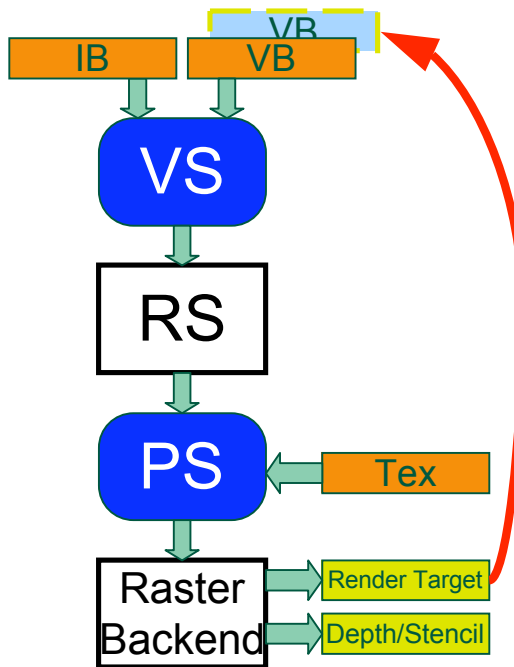 VB
IB
VB
VS
RS
PS
Tex
Raster
Backend
Render Target
Depth/Stencil